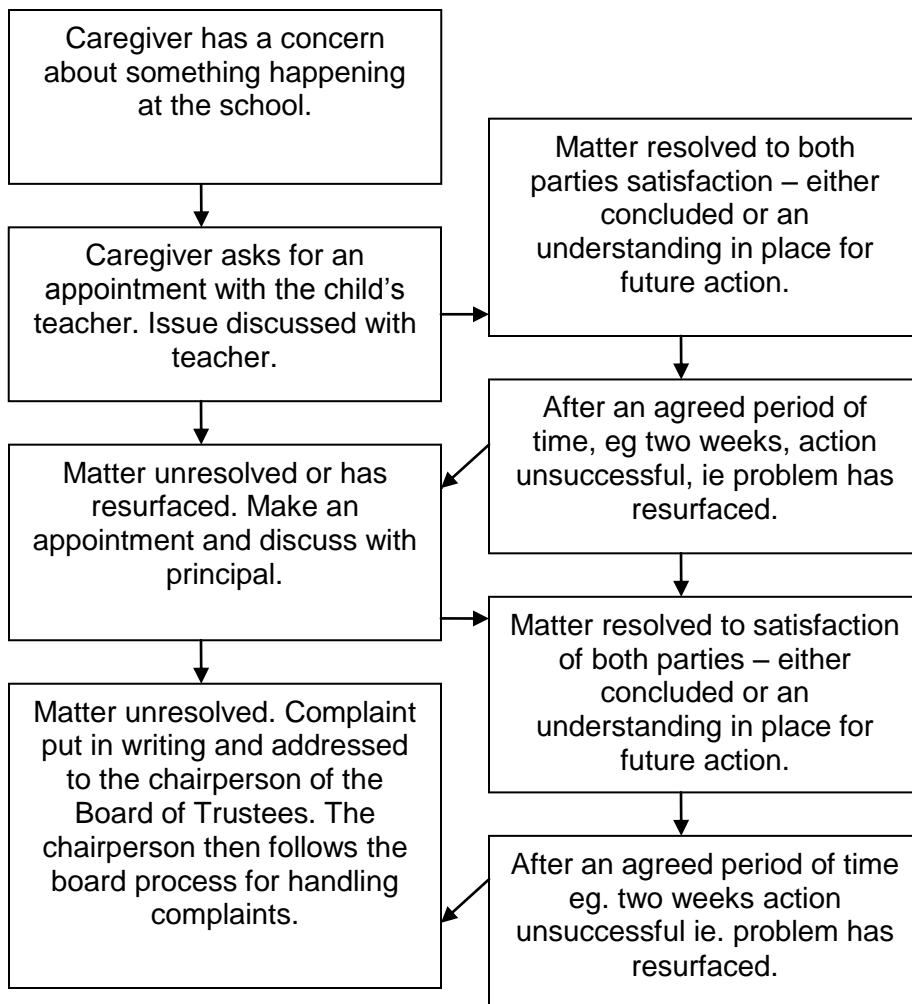 Caregiver has a concern
about something happening
at the school.
Matter resolved to both
parties satisfaction – either
concluded or an
understanding in place for
future action.
Caregiver asks for an
appointment with the child’s
teacher. Issue discussed with
teacher.
After an agreed period of
time, eg two weeks, action
unsuccessful, ie problem has
resurfaced.
Matter unresolved or has
resurfaced. Make an
appointment and discuss with
principal.
Matter resolved to satisfaction
of both parties – either
concluded or an
understanding in place for
future action.
Matter unresolved. Complaint
put in writing and addressed
to the chairperson of the
Board of Trustees. The
chairperson then follows the
board process for handling
complaints.
After an agreed period of time
eg. two weeks action
unsuccessful ie. problem has
resurfaced.